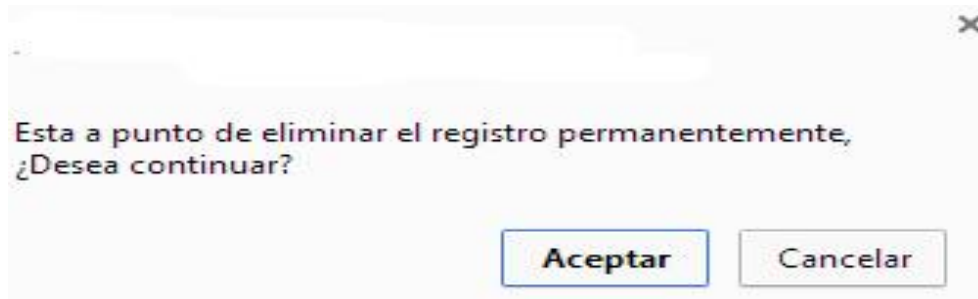 Esta a punto de eliminar el registro permanentemente,
¿Desea continuar?
Aceptar Cancelar